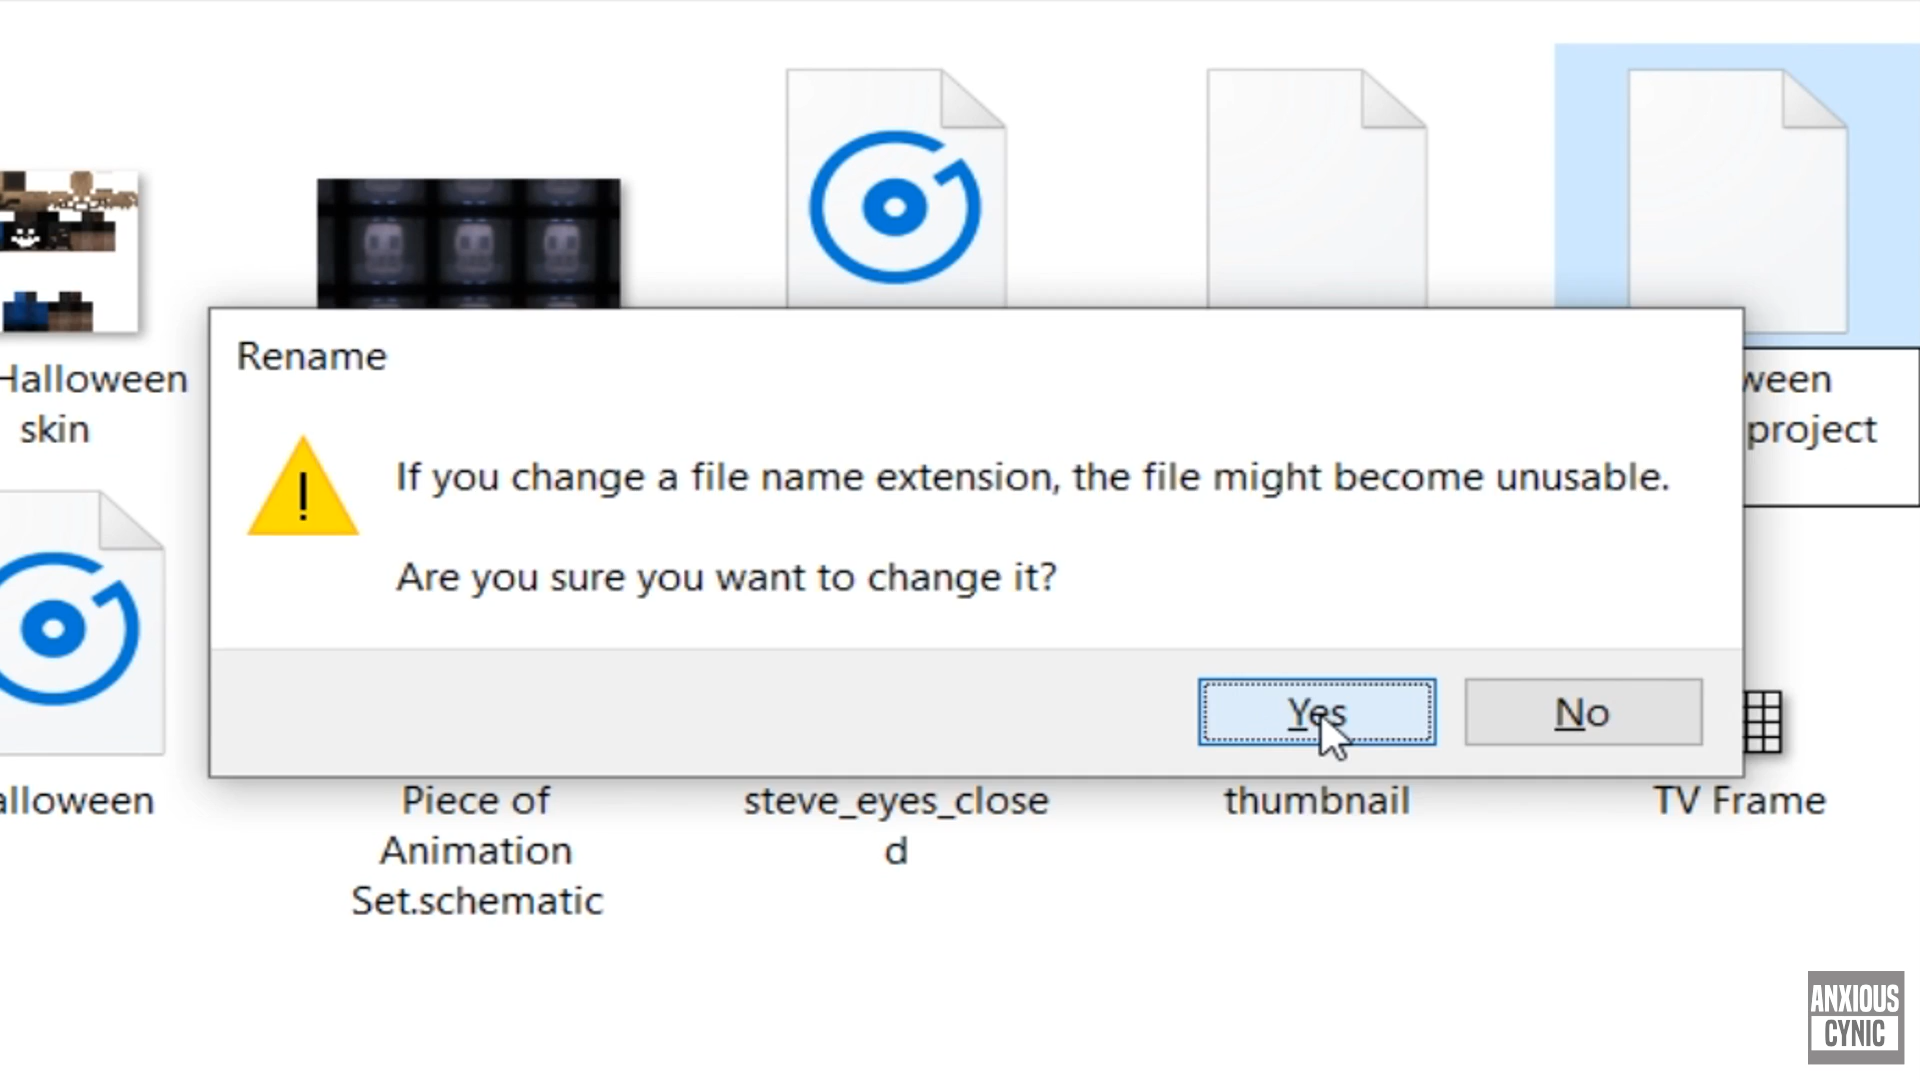 Halloween
skin
ween
project
Rename
If you change a file name extension, the file might become unusable.
Are you sure you want to change it?
Yes
No
alloween
Piece of
Animation
Set.schematic
steve_eyes_close
d
thumbnail
TV Frame
ANXIOUS
CYNIC